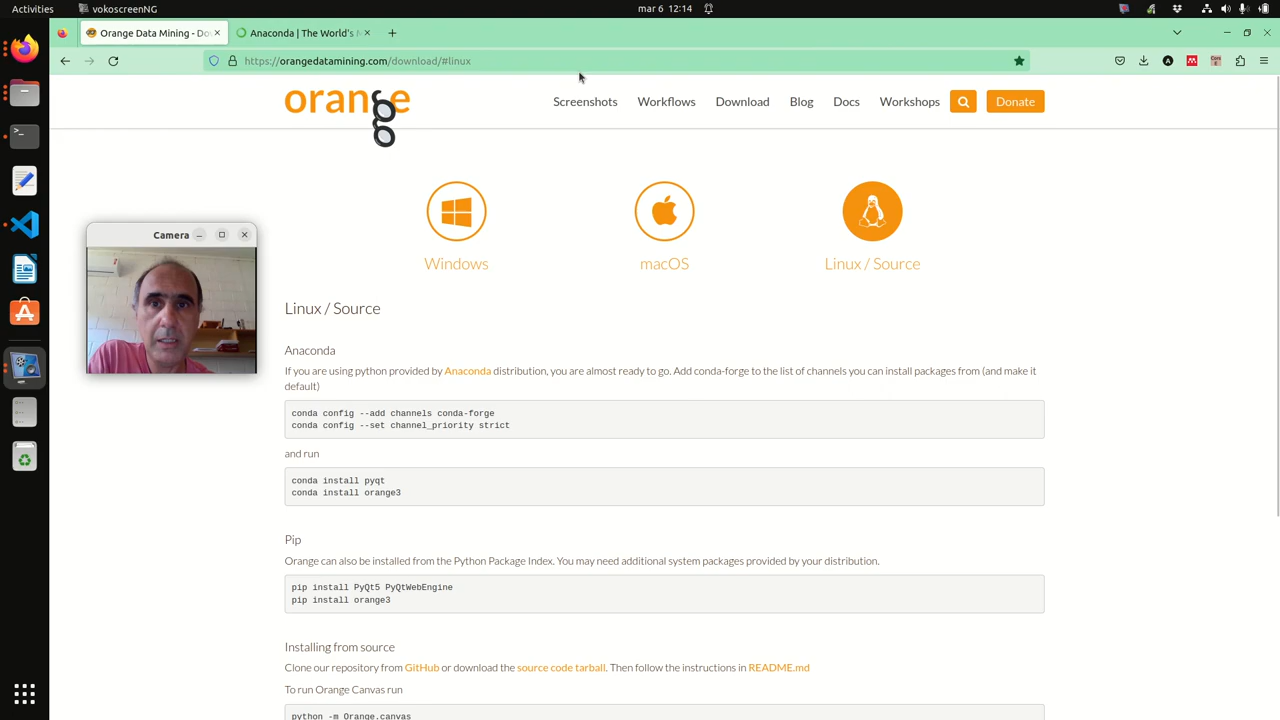 Activities
vokoscreenNG
mar 6 12:14
Orange Data Mining - Do
Anaconda | The World's M
https://orangedatamining.com/download/#linux
orange
Screenshots
Workflows
Download
Blog
Docs
Workshops
Donate
Camera
Windows
macOS
Linux / Source
Linux / Source
Anaconda
If you are using python provided by Anaconda distribution, you are almost ready to go. Add conda-forge to the list of channels you can install packages from (and make it
default)
conda config --add channels conda-forge
conda config --set channel_priority strict
and run
conda install pyqt
conda install orange3
Pip
Orange can also be installed from the Python Package Index. You may need additional system packages provided by your distribution.
pip install PyQt5 PyQtWebEngine
pip install orange3
Installing from source
Clone our repository from GitHub or download the source code tarball. Then follow the instructions in README.md
To run Orange Canvas run
python -m Orange.canvas